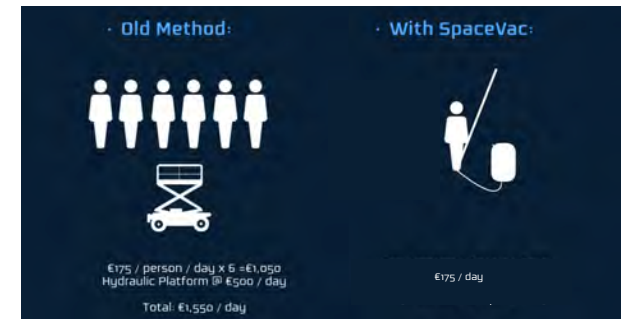 · Old Method:
€175 / person / day x 6 =€1,050
Hydraulic Platform @ €500 / day
Total: €1,550 / day
· With SpaceVac:
€175 / day